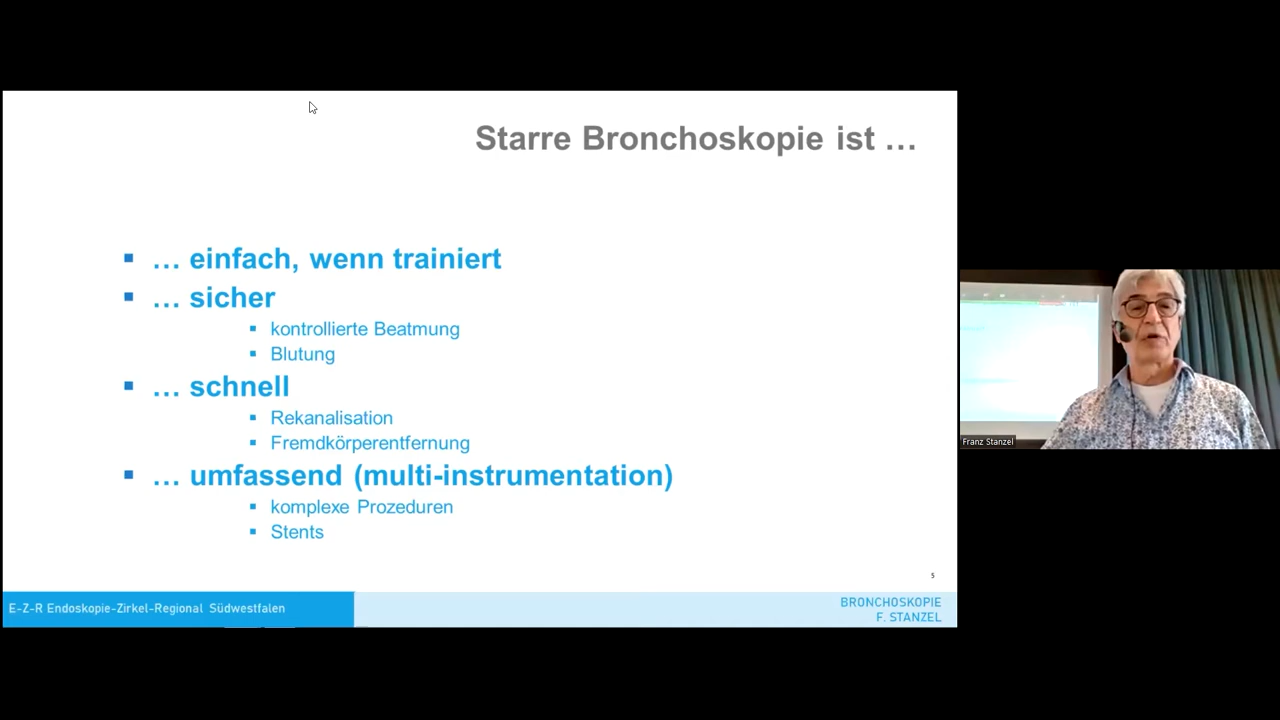 Starre Bronchoskopie ist …
… einfach, wenn trainiert
… sicher
kontrollierte Beatmung
Blutung
… schnell
Rekanalisation
Fremdkörperentfernung
… umfassend (multi-instrumentation)
komplexe Prozeduren
Stents
5
E-Z-R Endoskopie-Zirkel-Regional Südwestfalen
BRONCHOSKOPIE
F. STANZEL
Franz Stanzel